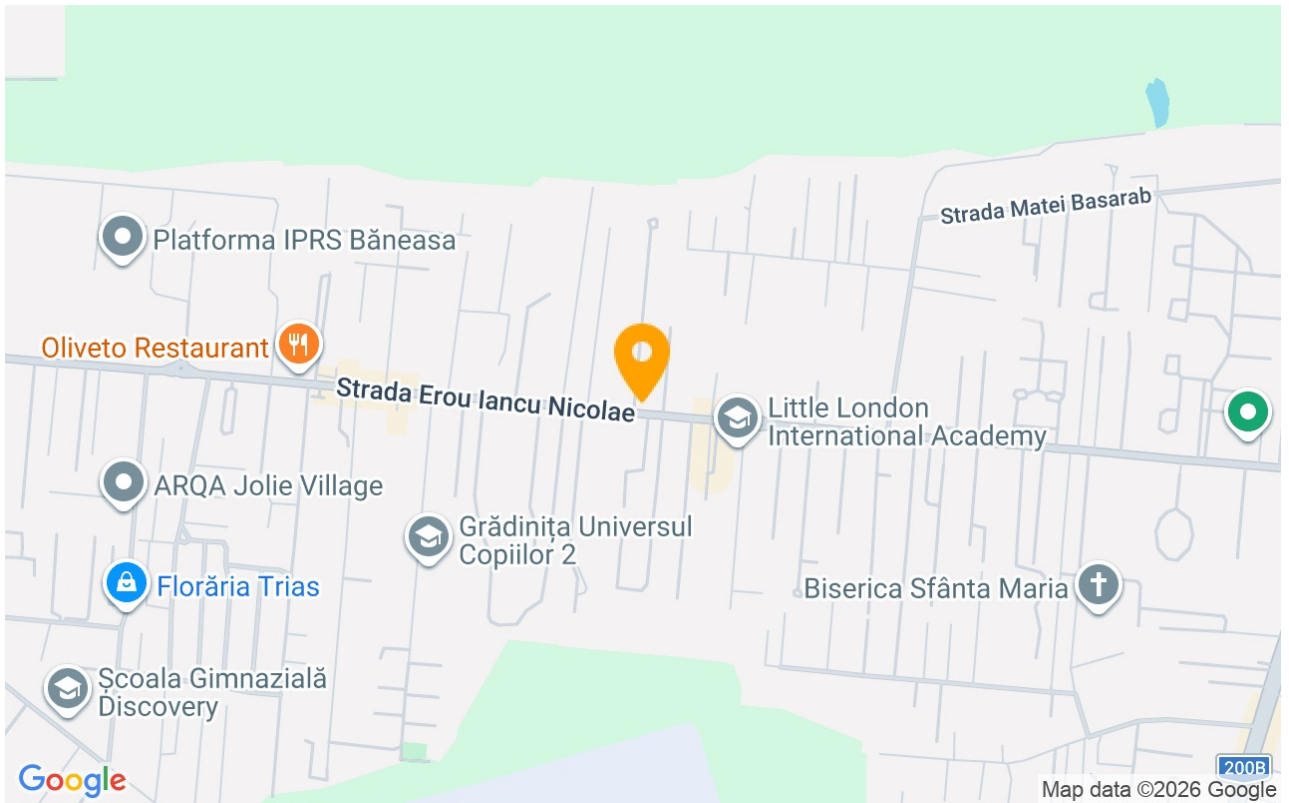 Strada Matei Basarab
Platforma IPRS Băneasa
Oliveto Restaurant
Strada Erou Iancu Nicolae
Little London
International Academy
ARQA Jolie Village
Grădinița Universul
Copiilor 2
Florăria Trias
Biserica Sfânta Maria
Școala Gimnazială
Discovery
200B
Google
Map data ©2026 Google